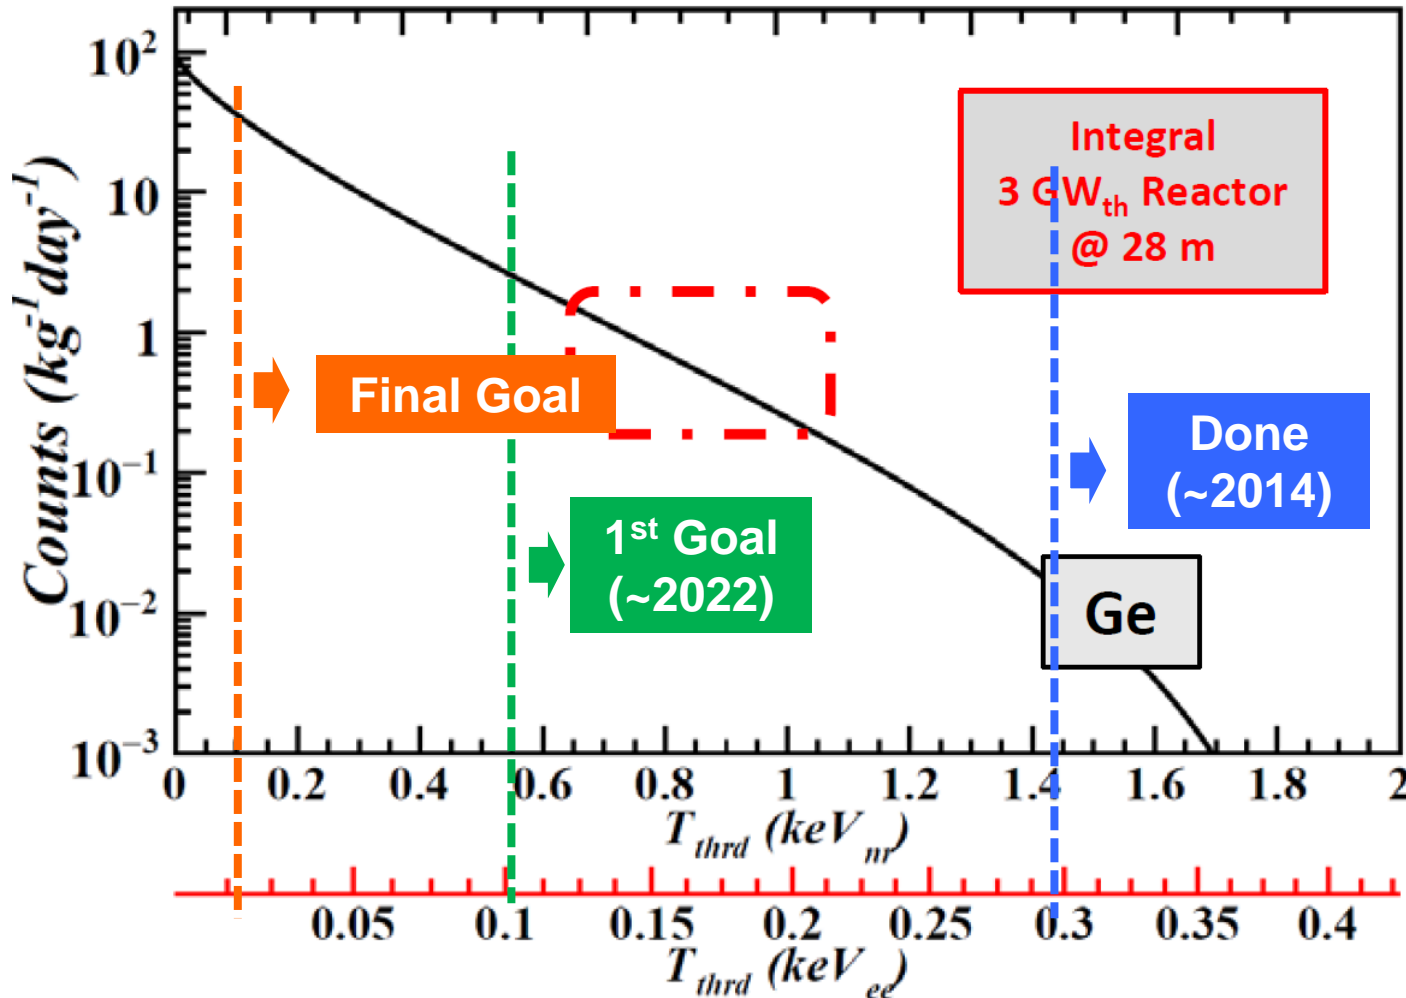 Counts (kg⁻¹day⁻¹)
10²
10
1
10⁻¹
10⁻²
10⁻³
Integral
3 GWth Reactor
@ 28 m
Final Goal
Done
(~2014)
1st Goal
(~2022)
Ge
0 0.2 0.4 0.6 0.8 1 1.2 1.4 1.6 1.8 2
Tthrd (keVnr)
0.05 0.1 0.15 0.2 0.25 0.3 0.35 0.4
Tthrd (keVee)